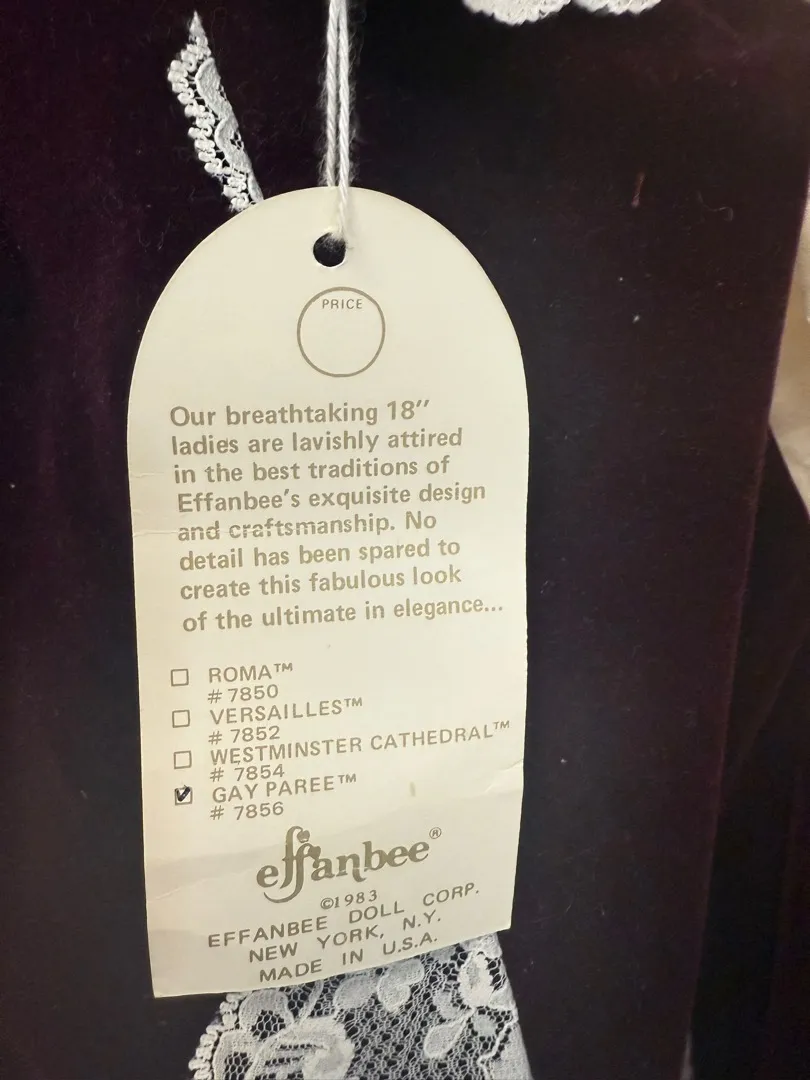 PRICE
Our breathtaking 18”
ladies are lavishly attired
in the best traditions of
Effanbee's exquisite design
and craftsmanship. No
detail has been spared to
create this fabulous look
of the ultimate in elegance...
☐ ROMA™
# 7850
☐ VERSAILLES™
# 7852
☐ WESTMINSTER CATHEDRAL™
# 7854
☑ GAY PAREE™
# 7856
effanbee®
©1983
EFFANBEE DOLL CORP.
NEW YORK, N.Y.
MADE IN U.S.A.